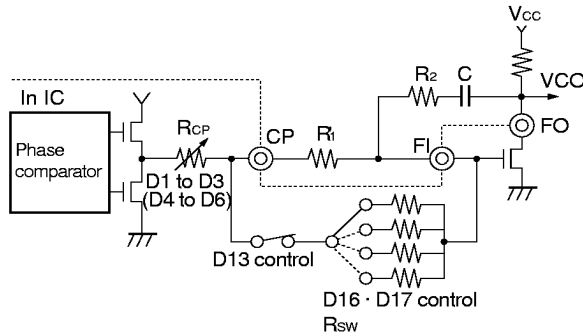 VCC
VCO
R2
C
FO
In IC
Phase
comparator
RCP
CP
R1
FI
D1 to D3
(D4 to D6)
D13 control
D16 · D17 control
RSW